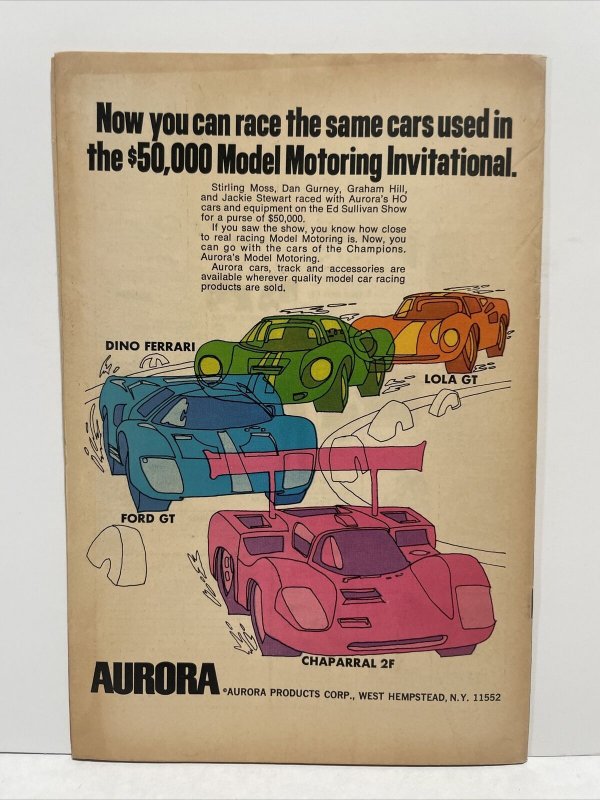 Now you can race the same cars used in
the $50,000 Model Motoring Invitational.
Stirling Moss, Dan Gurney, Graham Hill,
and Jackie Stewart raced with Aurora's HO
cars and equipment on the Ed Sullivan Show
for a purse of $50,000.
If you saw the show, you know how close
to real racing Model Motoring is. Now, you
can go with the cars of the Champions.
Aurora's Model Motoring.
Aurora cars, track and accessories are
available wherever quality model car racing
products are sold.
DINO FERRARI
LOLA GT
FORD GT
CHAPARRAL 2F
AURORA ©AURORA PRODUCTS CORP., WEST HEMPSTEAD, N.Y. 11552